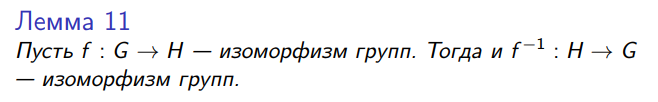 Лемма 11
Пусть f : G → H — изоморфизм групп. Тогда и f⁻¹ : H → G
— изоморфизм групп.